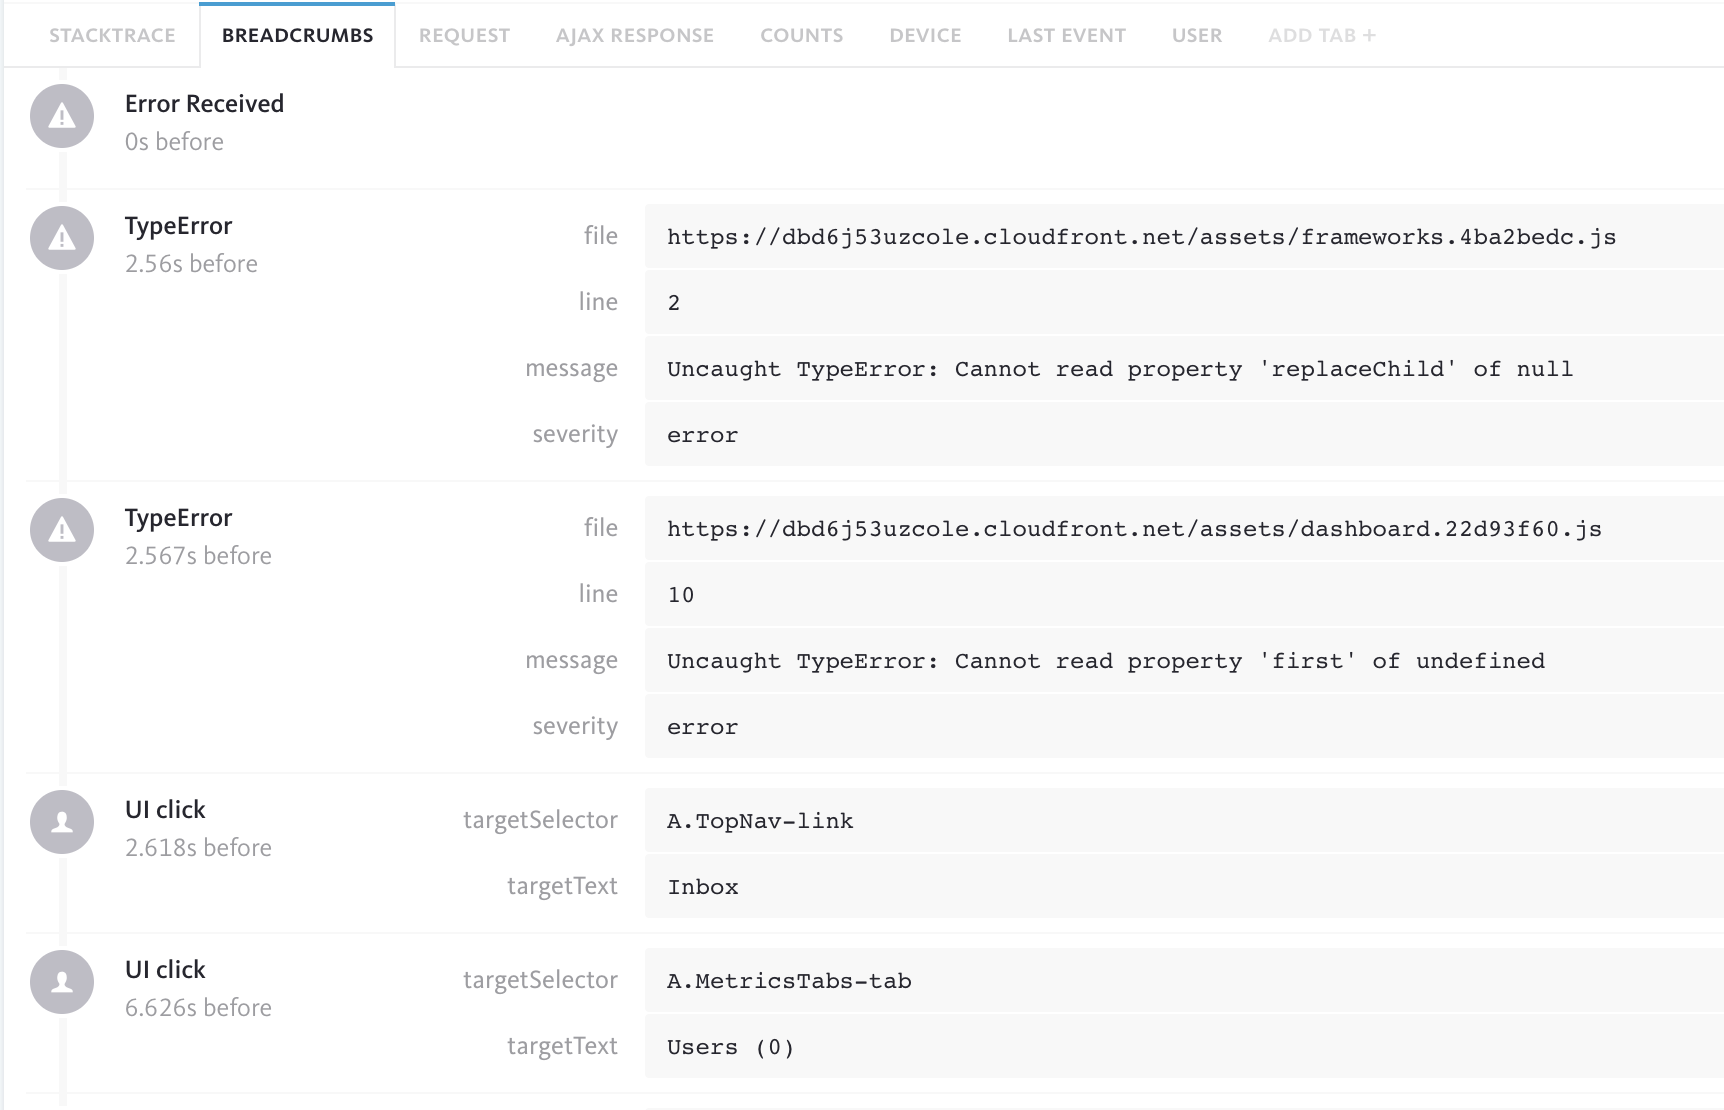 STACKTRACE BREADCRUMBS REQUEST AJAX RESPONSE COUNTS DEVICE LAST EVENT USER ADD TAB +
Error Received
0s before
TypeError
2.56s before
file https://dbd6j53uzcole.cloudfront.net/assets/frameworks.4ba2bedc.js
line 2
message Uncaught TypeError: Cannot read property 'replaceChild' of null
severity error
TypeError
2.567s before
file https://dbd6j53uzcole.cloudfront.net/assets/dashboard.22d93f60.js
line 10
message Uncaught TypeError: Cannot read property 'first' of undefined
severity error
UI click
2.618s before
targetSelector A.TopNav-link
targetText Inbox
UI click
6.626s before
targetSelector A.MetricsTabs-tab
targetText Users (0)